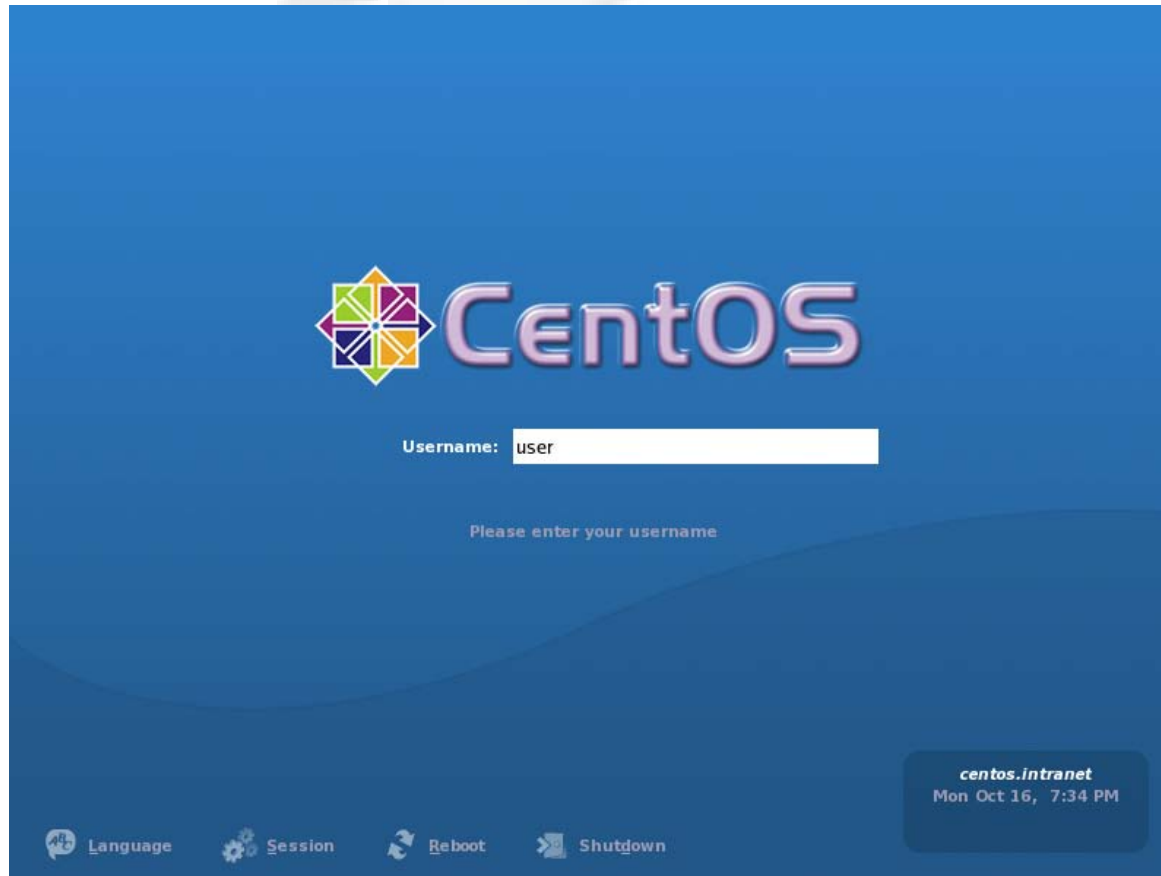 CentOS
Username: user
Please enter your username
centos.intranet
Mon Oct 16, 7:34 PM
Language Session Reboot Shutdown